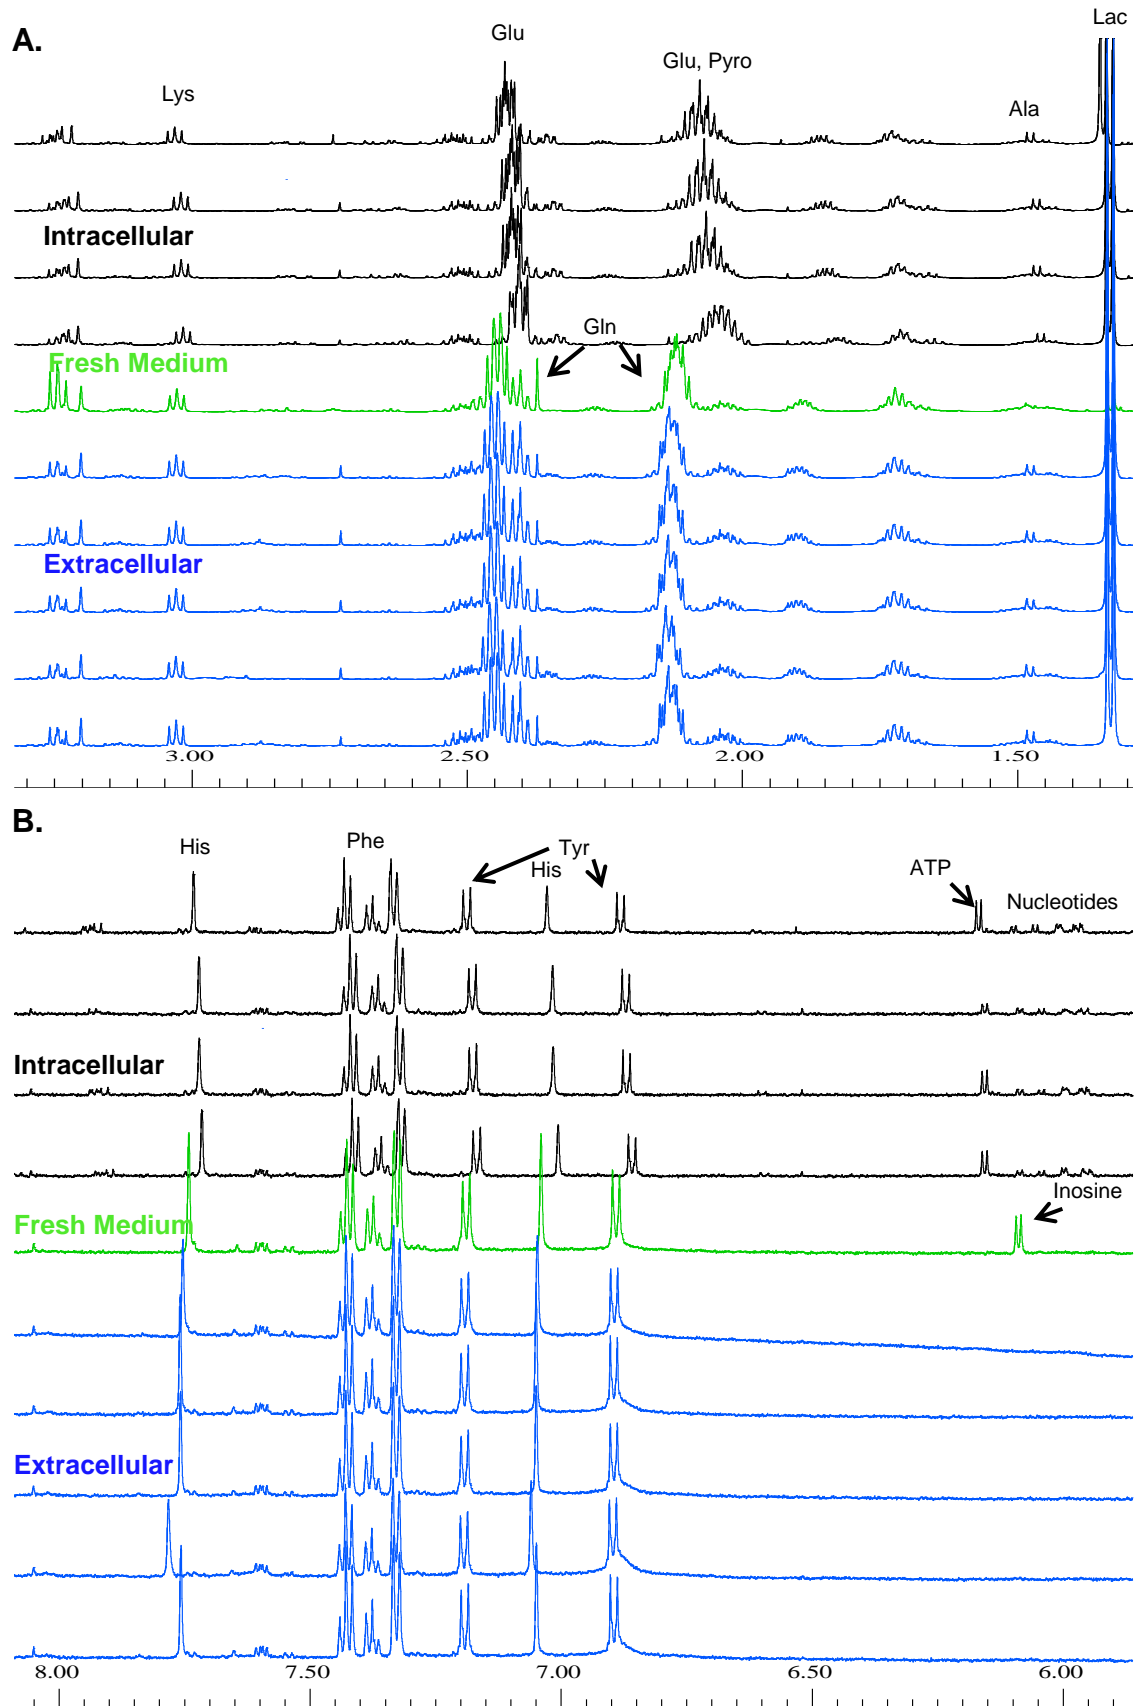 A.
Lac
Glu
Glu, Pyro
Lys
Ala
Intracellular
Gln
Fresh Medium
Extracellular
3.00 2.50 2.00 1.50
B.
His
Phe
Tyr
His
ATP
Nucleotides
Intracellular
Inosine
Fresh Medium
Extracellular
8.00 7.50 7.00 6.50 6.00